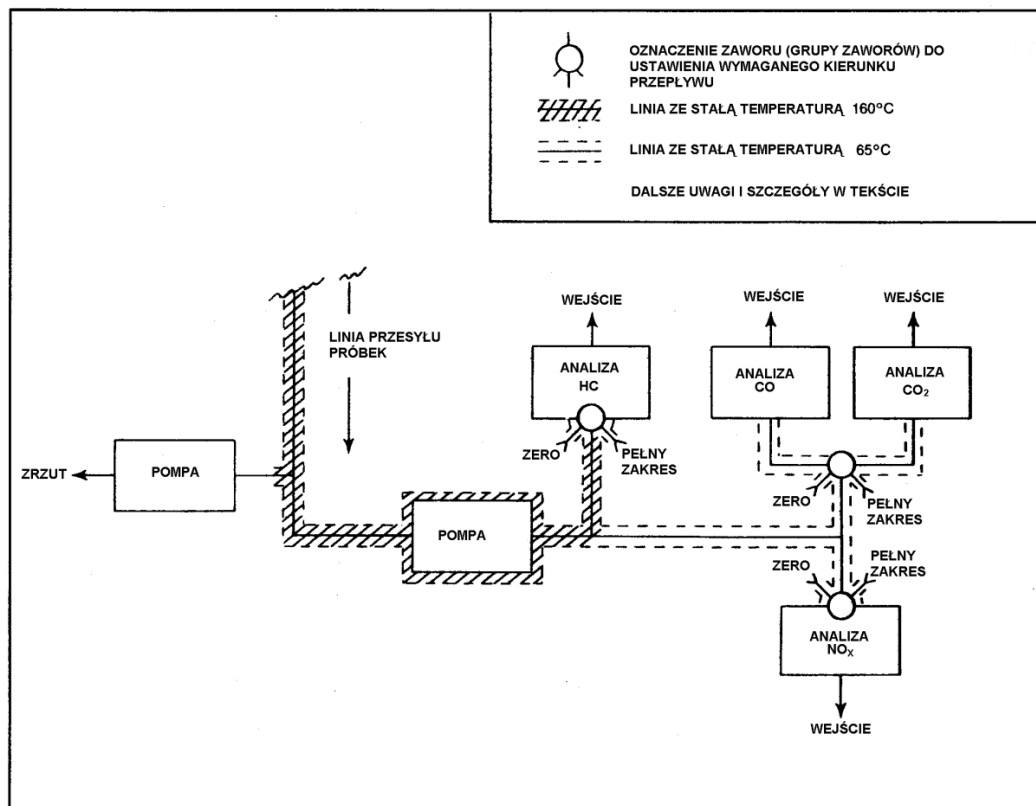 OZNACZENIE ZAWORU (GRUPY ZAWORÓW) DO
USTAWIENIA WYMAGANEGO KIERUNKU
PRZEPŁYWU
LINIA ZE STAŁĄ TEMPERATURĄ 160°C
LINIA ZE STAŁĄ TEMPERATURĄ 65°C
DALSZE UWAGI I SZCZEGÓŁY W TEKŚCIE
LINIA PRZESYŁU
PRÓBEK
WEJŚCIE
WEJŚCIE
WEJŚCIE
ANALIZA
HC
ANALIZA
CO
ANALIZA
CO₂
ZERO
PEŁNY
ZAKRES
ZRZUT
POMPA
ZERO
PEŁNY
ZAKRES
POMPA
ZERO
PEŁNY
ZAKRES
ANALIZA
NOₓ
WEJŚCIE